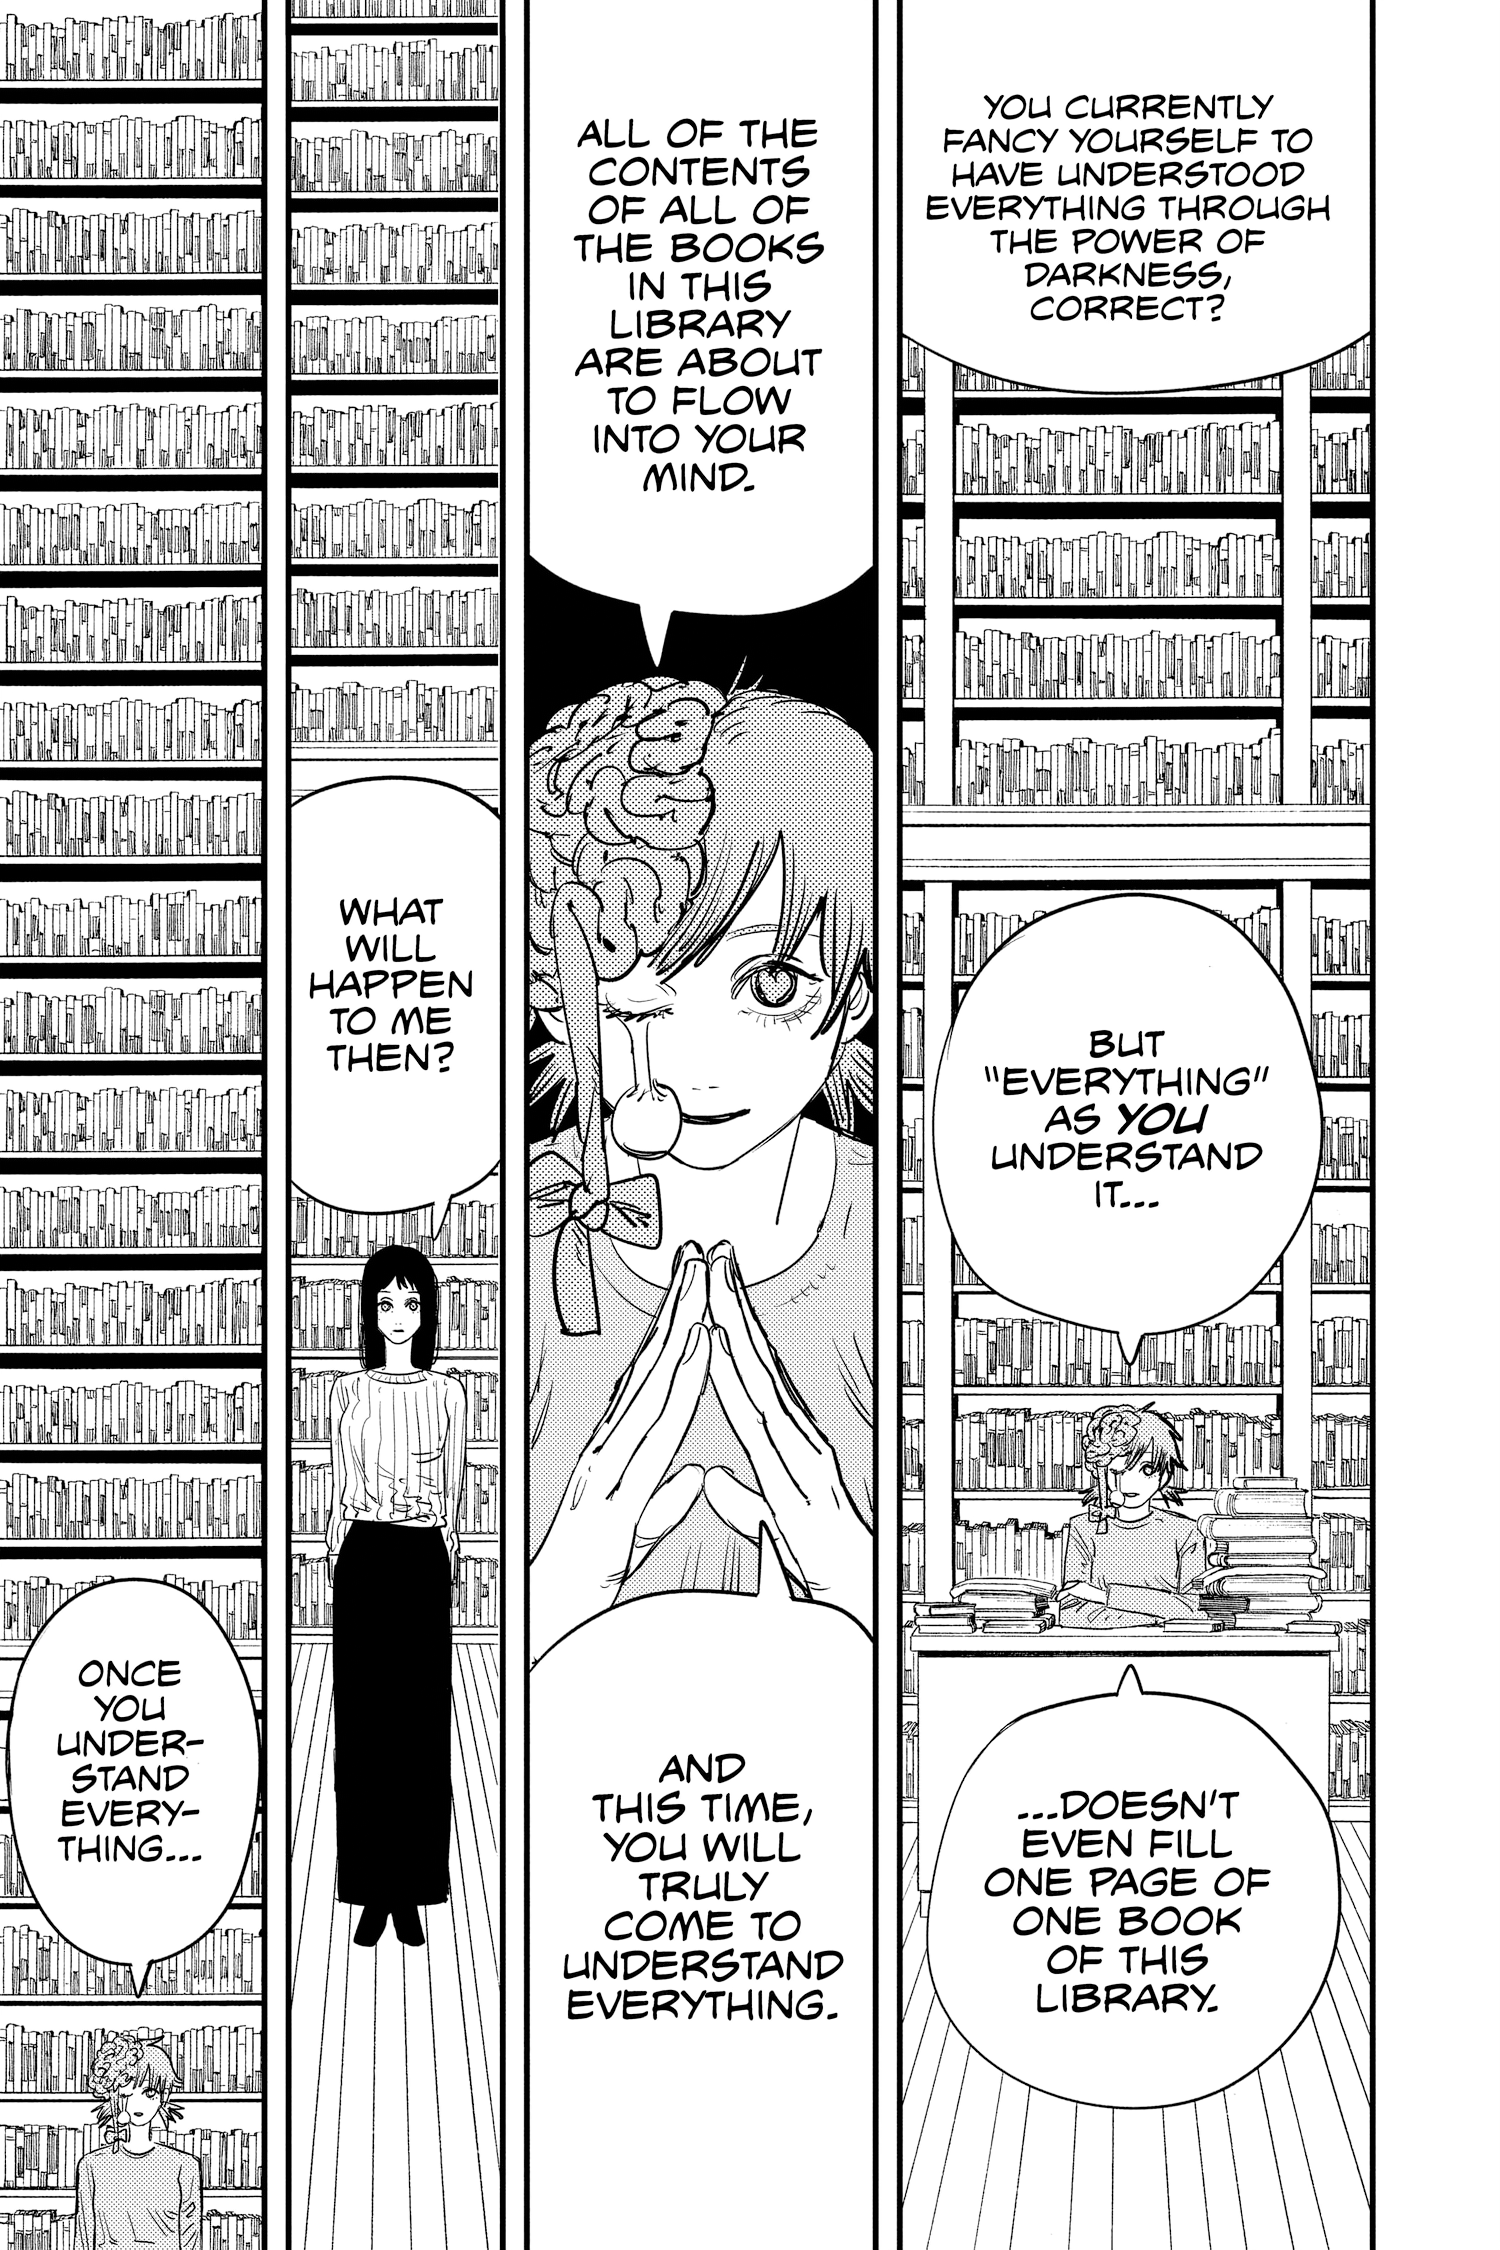 YOU CURRENTLY
FANCY YOURSELF TO
HAVE UNDERSTOOD
EVERYTHING THROUGH
THE POWER OF
DARKNESS,
CORRECT?
BUT
"EVERYTHING"
AS YOU
UNDERSTAND
IT...
...DOESN'T
EVEN FILL
ONE PAGE OF
ONE BOOK
OF THIS
LIBRARY.
ALL OF THE
CONTENTS
OF ALL OF
THE BOOKS
IN THIS
LIBRARY
ARE ABOUT
TO FLOW
INTO YOUR
MIND.
AND
THIS TIME,
YOU WILL
TRULY
COME TO
UNDERSTAND
EVERYTHING.
WHAT
WILL
HAPPEN
TO ME
THEN?
ONCE
YOU
UNDER-
STAND
EVERY-
THING...